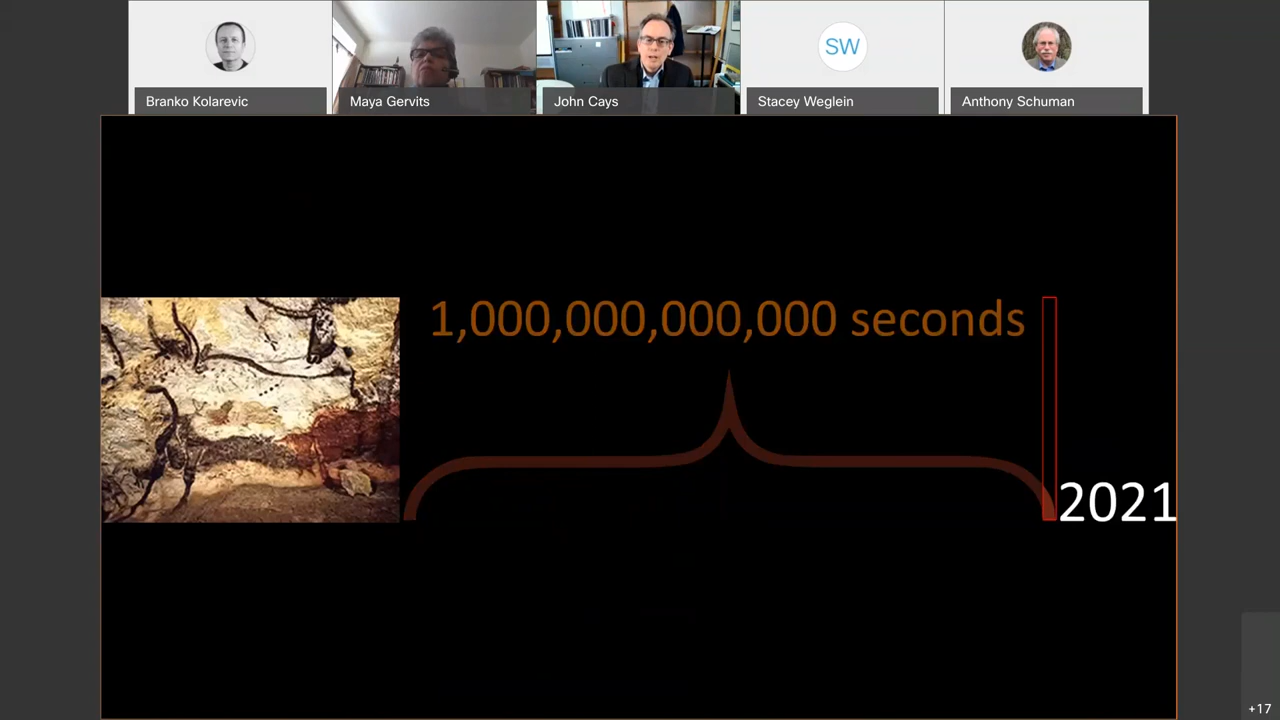 SW
Branko Kolarevic
Maya Gervits
John Cays
Stacey Weglein
Anthony Schuman
1,000,000,000,000 seconds
2021
+17